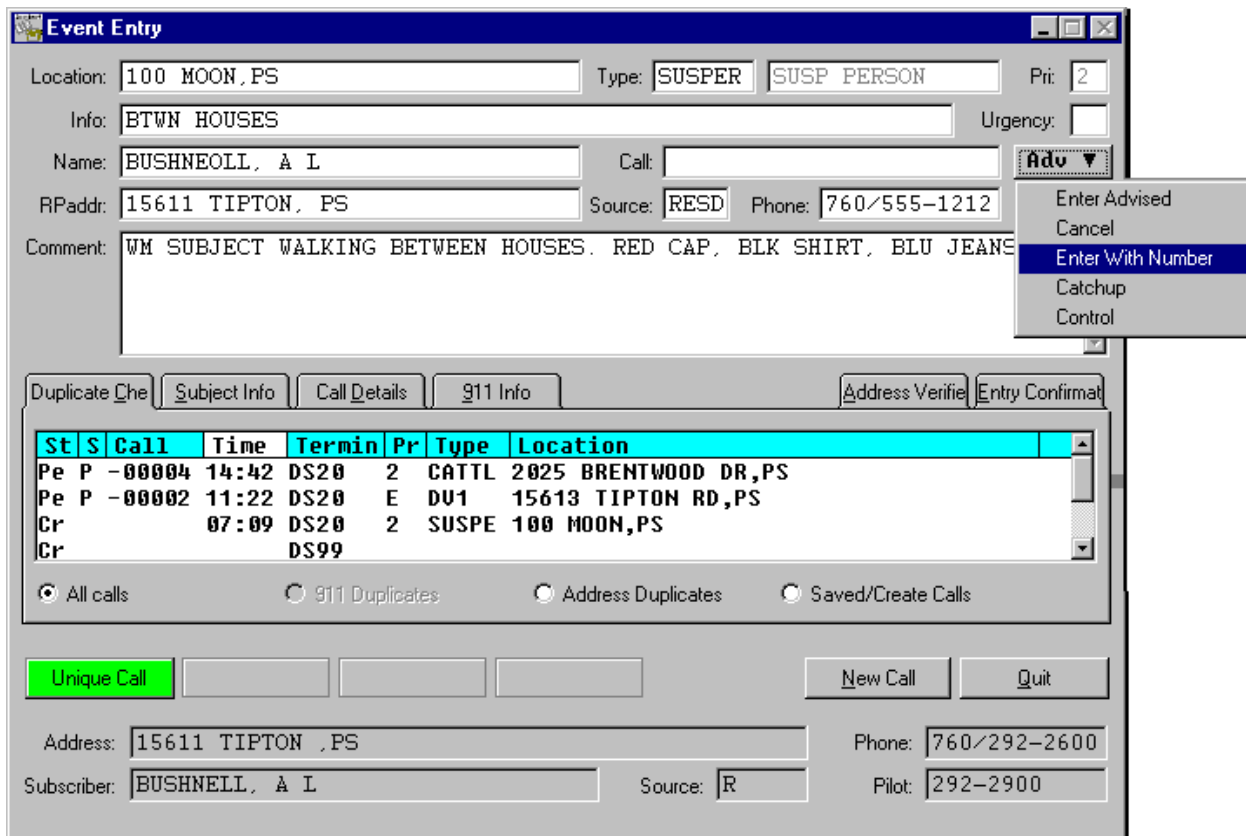 Event Entry
Location: 100 MOON,PS Type: SUSPER SUSP PERSON Pri: 2
Info: BTWN HOUSES Urgency:
Name: BUSHNEOLL, A L Call: Adv ▼
RPaddr: 15611 TIPTON, PS Source: RESD Phone: 760/555-1212
Enter Advised
Cancel
Comment: WM SUBJECT WALKING BETWEEN HOUSES. RED CAP, BLK SHIRT, BLU JEANS
Enter With Number
Catchup
Control
Duplicate Che Subject Info Call Details 911 Info Address Verifie Entry Confirmat
St S Call Time Termin Pr Type Location
Pe P -00004 14:42 DS20 2 CATTL 2025 BRENTWOOD DR,PS
Pe P -00002 11:22 DS20 E DV1 15613 TIPTON RD,PS
Cr 07:09 DS20 2 SUSPE 100 MOON,PS
Cr DS99
All calls 911 Duplicates Address Duplicates Saved/Create Calls
Unique Call New Call Quit
Address: 15611 TIPTON ,PS Phone: 760/292-2600
Subscriber: BUSHNELL, A L Source: R Pilot: 292-2900